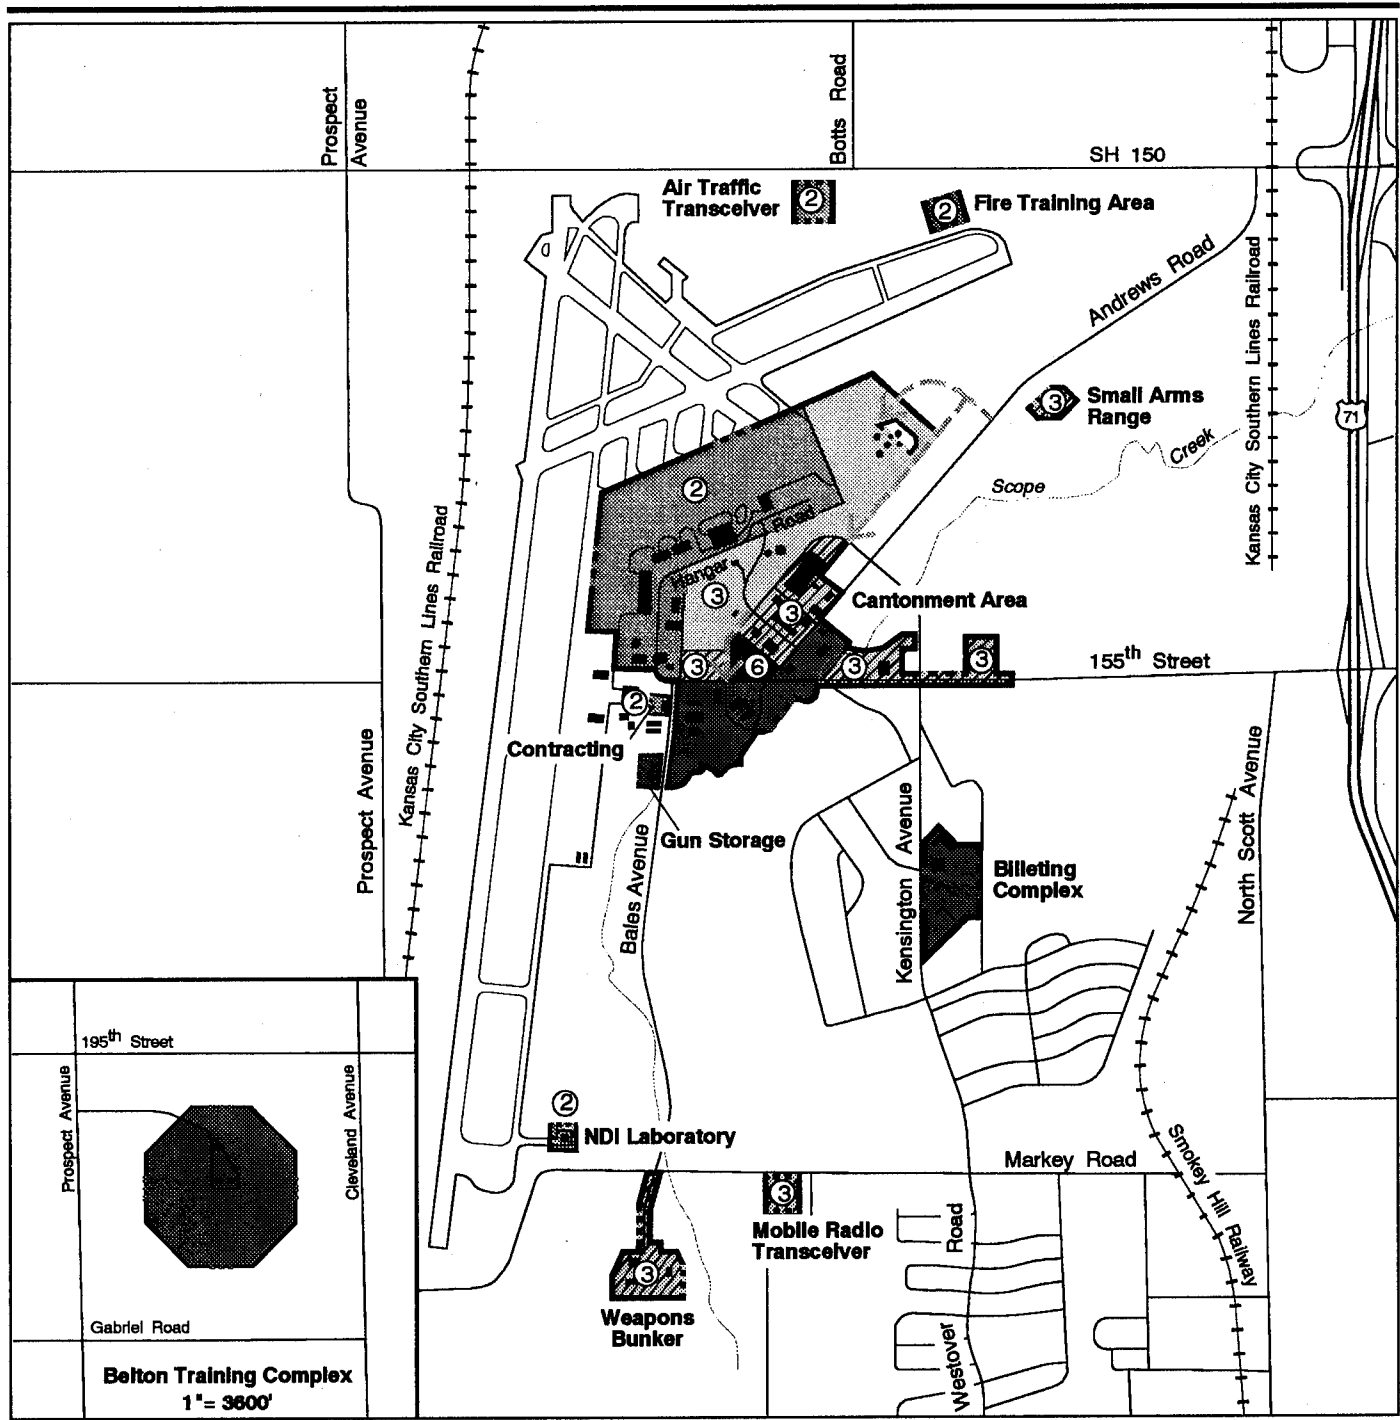 Prospect
Avenue
Botts Road
SH 150
Air Traffic
Transceiver
2
2
Fire Training Area
Andrews Road
Kansas City Southern Lines Railroad
3
Small Arms
Range
71
Scope
Creek
2
Road
Hangar
3
3
Cantonment Area
Kansas City Southern Lines Railroad
3
6
3
3
155th Street
2
Contracting
Prospect Avenue
Gun Storage
Bales Avenue
Kensington Avenue
North Scott Avenue
Billeting
Complex
195th Street
Prospect Avenue
Cleveland Avenue
Gabriel Road
Belton Training Complex
1"= 3600'
2
NDI Laboratory
Markey Road
Smokey Hill Railway
3
Mobile Radio
Transceiver
3
Weapons
Bunker
Westover Road